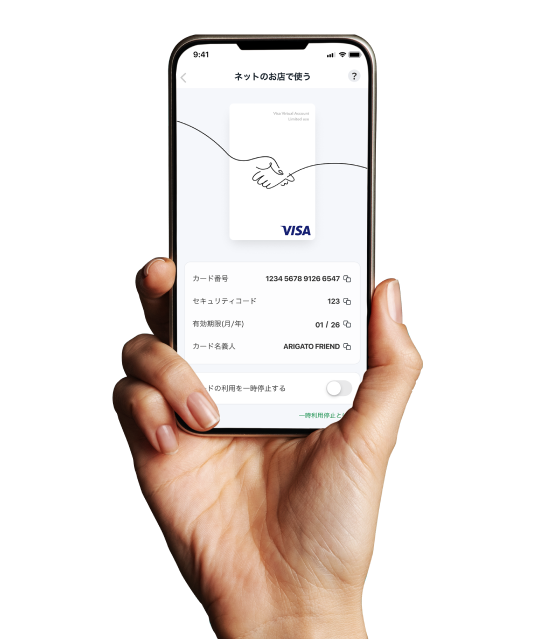 9:41
ネットのお店で使う
?
VISA
カード番号 1234 5678 9126 6547
セキュリティコード 123
有効期限(月/年) 01 / 26
カード名義人 ARIGATO FRIEND
ドの利用を一時停止する
一時利用停止と